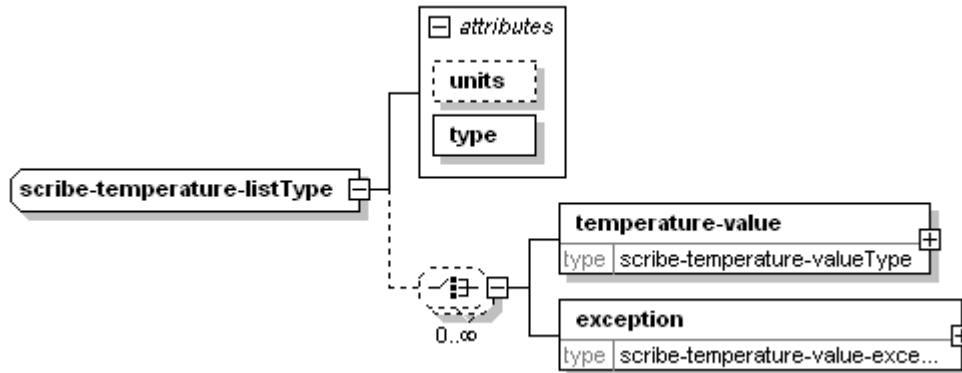 attributes
units
type
scribe-temperature-listType
temperature-value
type scribe-temperature-valueType
0..∞
exception
type scribe-temperature-value-exce...